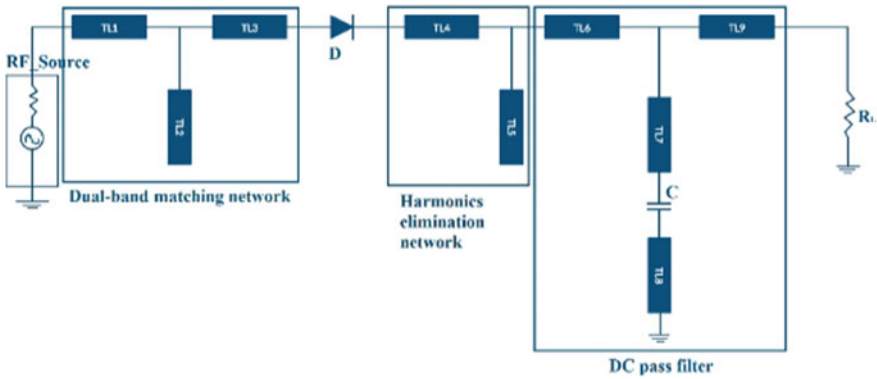 TL1
TL3
TL4
TL6
TL9
D
RF_Source
TL2
TL5
TL7
C
TL8
RL
Dual-band matching network
Harmonics
elimination
network
DC pass filter